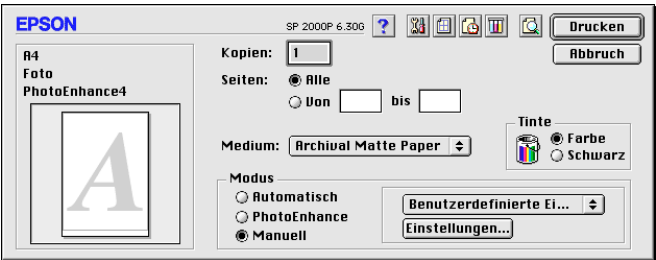 EPSON
SP 2000P 6.30G
?
Drucken
A4
Foto
PhotoEnhance4
A
Kopien: 1
Abbruch
Seiten: Alle
Von bis
Medium: Archival Matte Paper
Tinte
Farbe
Schwarz
Modus
Automatisch
PhotoEnhance
Manuell
Benutzerdefinierte Ei...
Einstellungen...